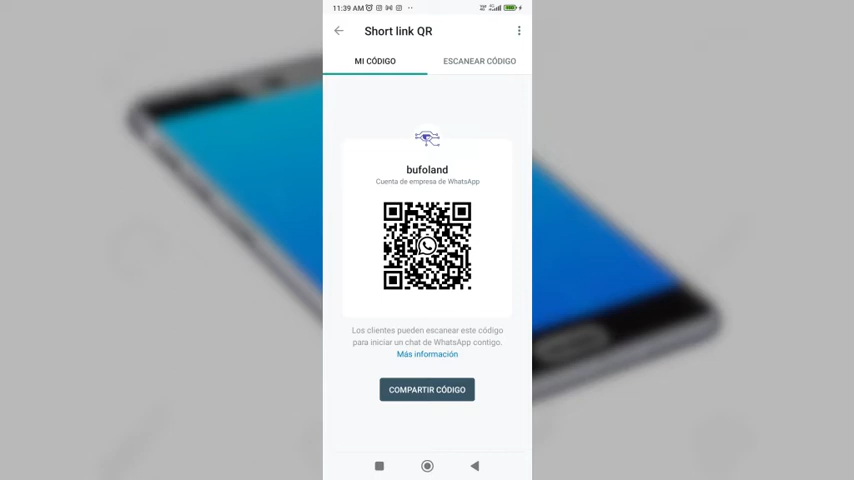 11:39 AM
Short link QR
MI CÓDIGO
ESCANEAR CÓDIGO
bufoland
Cuenta de empresa de WhatsApp
Los clientes pueden escanear este código
para iniciar un chat de WhatsApp contigo.
Más información
COMPARTIR CÓDIGO